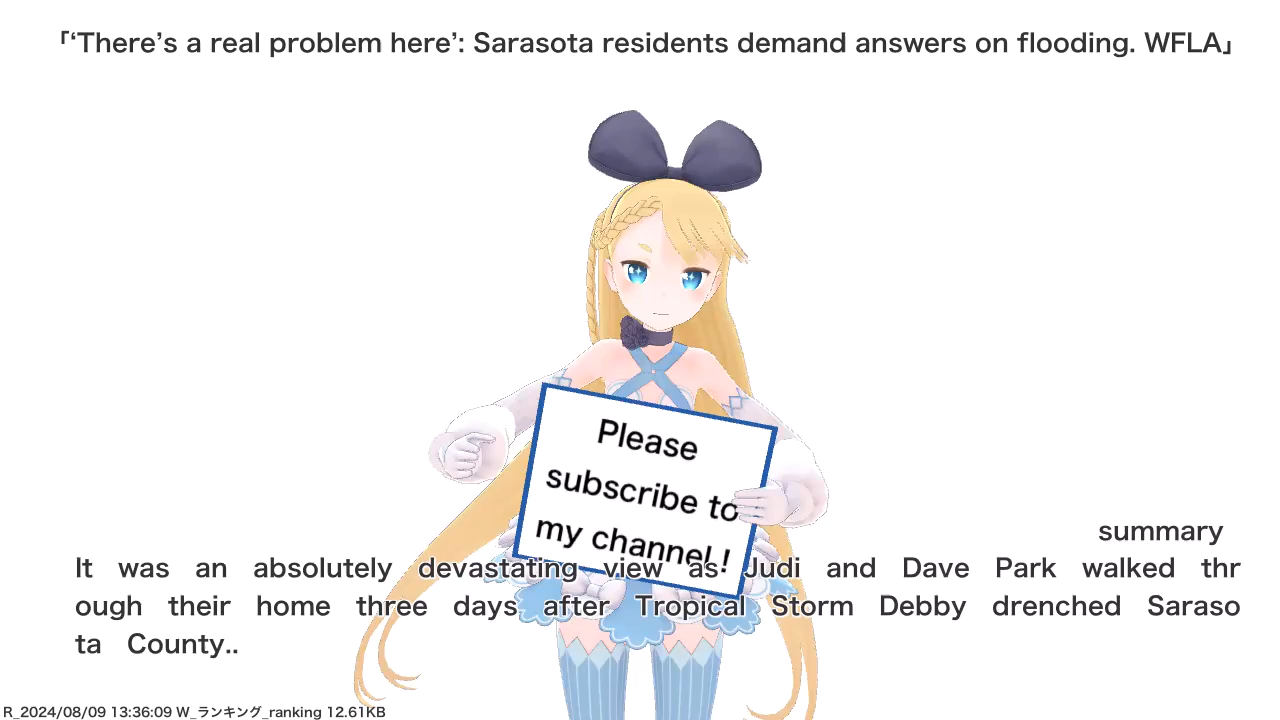 「‘There’s a real problem here’: Sarasota residents demand answers on flooding. WFLA」
Please
subscribe to
my channel !
summary
It was an absolutely devastating view as Judi and Dave Park walked thr
ough their home three days after Tropical Storm Debby drenched Saraso
ta County..
R_2024/08/09 13:36:09 W_ランキング_ranking 12.61KB